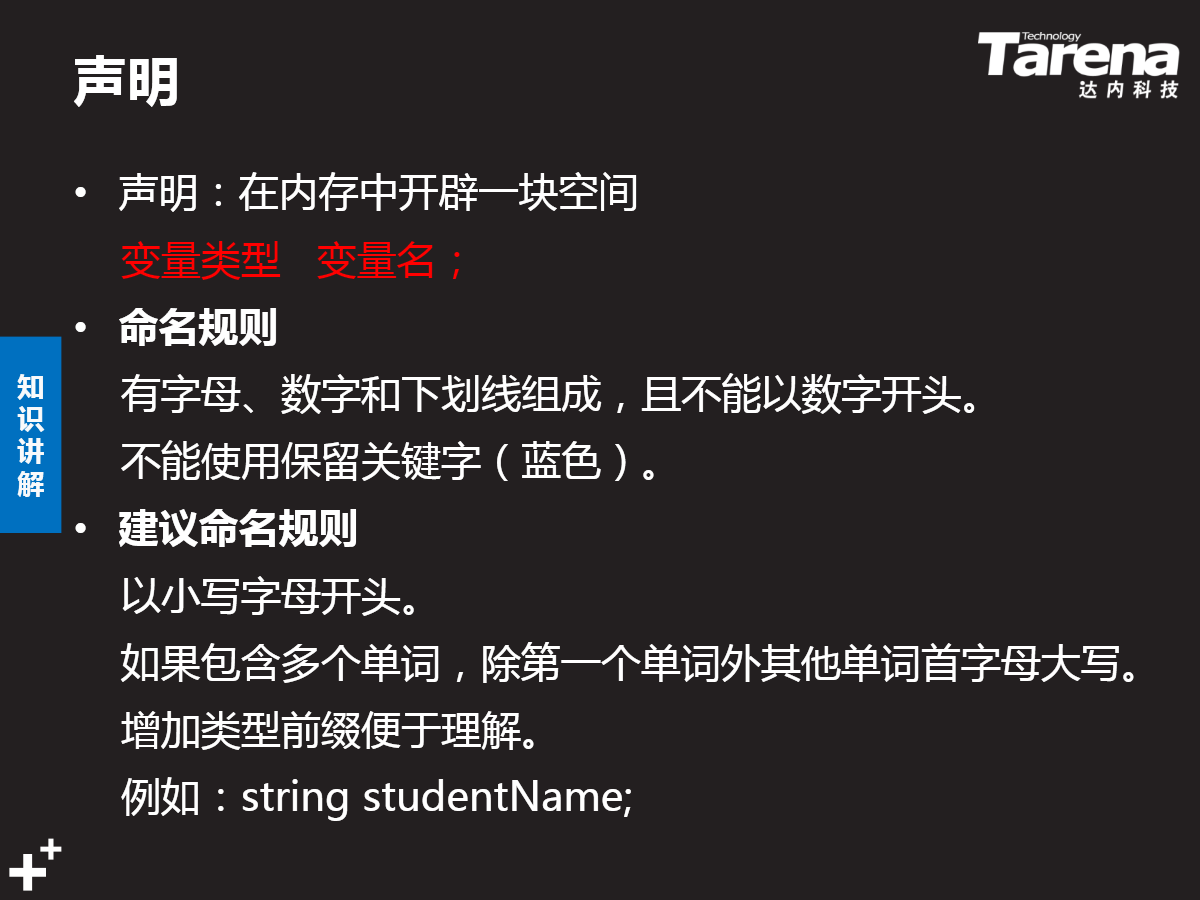 声明
Technology
Tarena
达内科技
• 声明：在内存中开辟一块空间
变量类型 变量名；
• 命名规则
有字母、数字和下划线组成，且不能以数字开头。
不能使用保留关键字（蓝色）。
• 建议命名规则
以小写字母开头。
如果包含多个单词，除第一个单词外其他单词首字母大写。
增加类型前缀便于理解。
例如：string studentName;
知识讲解